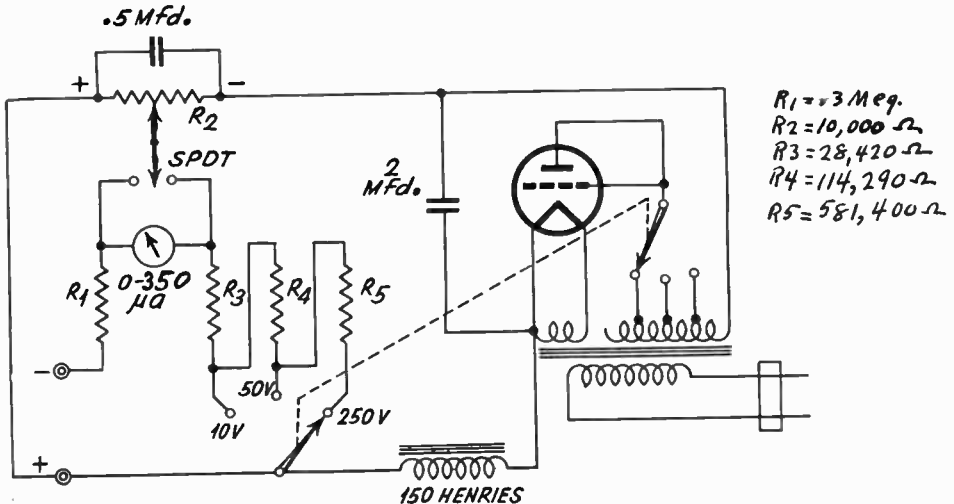 .5 Mfd.
+ -
R2
SPDT
2
Mfd.
0-350
μa
R1
R3
R4
R5
-
50V
10V
250V
+
150 HENRIES
R1=.3 Meg.
R2=10,000 Ω
R3=28,420 Ω
R4=114,290 Ω
R5=581,400 Ω